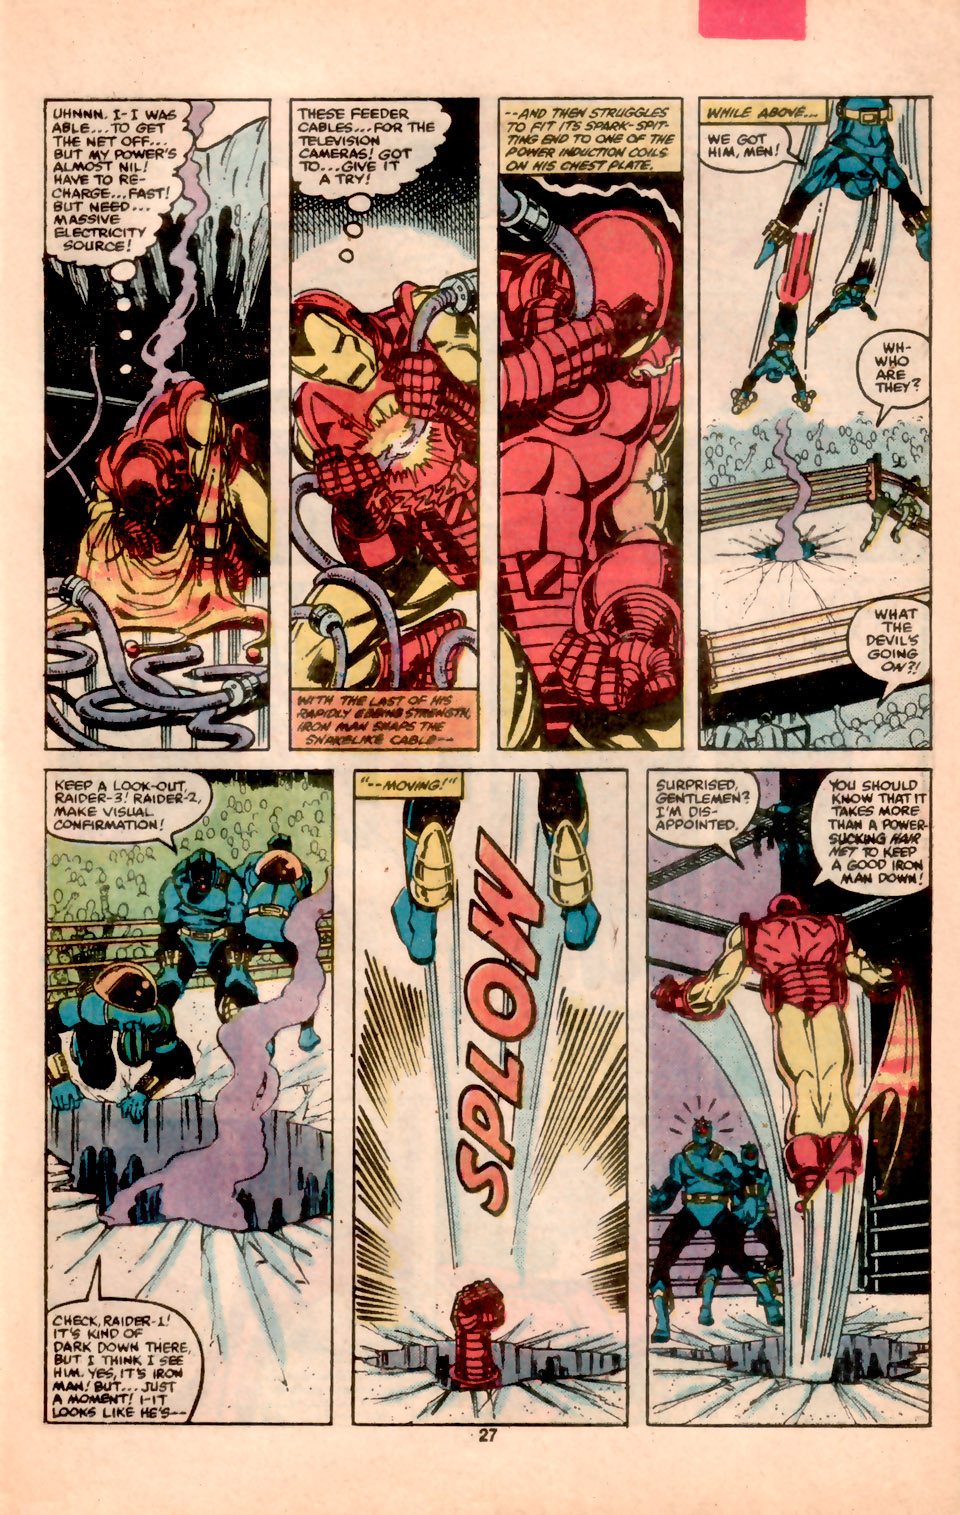 UHNNN. I-I WAS
ABLE...TO GET
THE NET OFF...
BUT MY POWER'S
ALMOST NIL!
HAVE TO RE-
CHARGE...FAST!
BUT NEED...
MASSIVE
ELECTRICITY
SOURCE!
THESE FEEDER
CABLES...FOR THE
TELEVISION
CAMERAS! GOT
TO...GIVE IT
A TRY!
WITH THE LAST OF HIS
RAPIDLY EBBING STRENGTH,
IRON MAN SNAPS THE
SNAKELIKE CABLE--
--AND THEN STRUGGLES
TO FIT ITS SPARK-SPIT-
TING END TO ONE OF THE
POWER INDUCTION COILS
ON HIS CHEST PLATE.
WHILE ABOVE...
WE GOT
HIM, MEN!
WH-
WHO
ARE
THEY?
WHAT
THE
DEVIL'S
GOING
ON?!
KEEP A LOOK-OUT,
RAIDER-3! RAIDER-2,
MAKE VISUAL
CONFIRMATION!
CHECK, RAIDER-1!
IT'S KIND OF
DARK DOWN THERE,
BUT I THINK I SEE
HIM. YES, IT'S IRON
MAN! BUT... JUST
A MOMENT! I-IT
LOOKS LIKE HE'S--
"--MOVING!"
SPLOW
SURPRISED,
GENTLEMEN?
I'M DIS-
APPOINTED.
YOU SHOULD
KNOW THAT IT
TAKES MORE
THAN A POWER-
SUCKING HAIR
NET TO KEEP
A GOOD IRON
MAN DOWN!
27